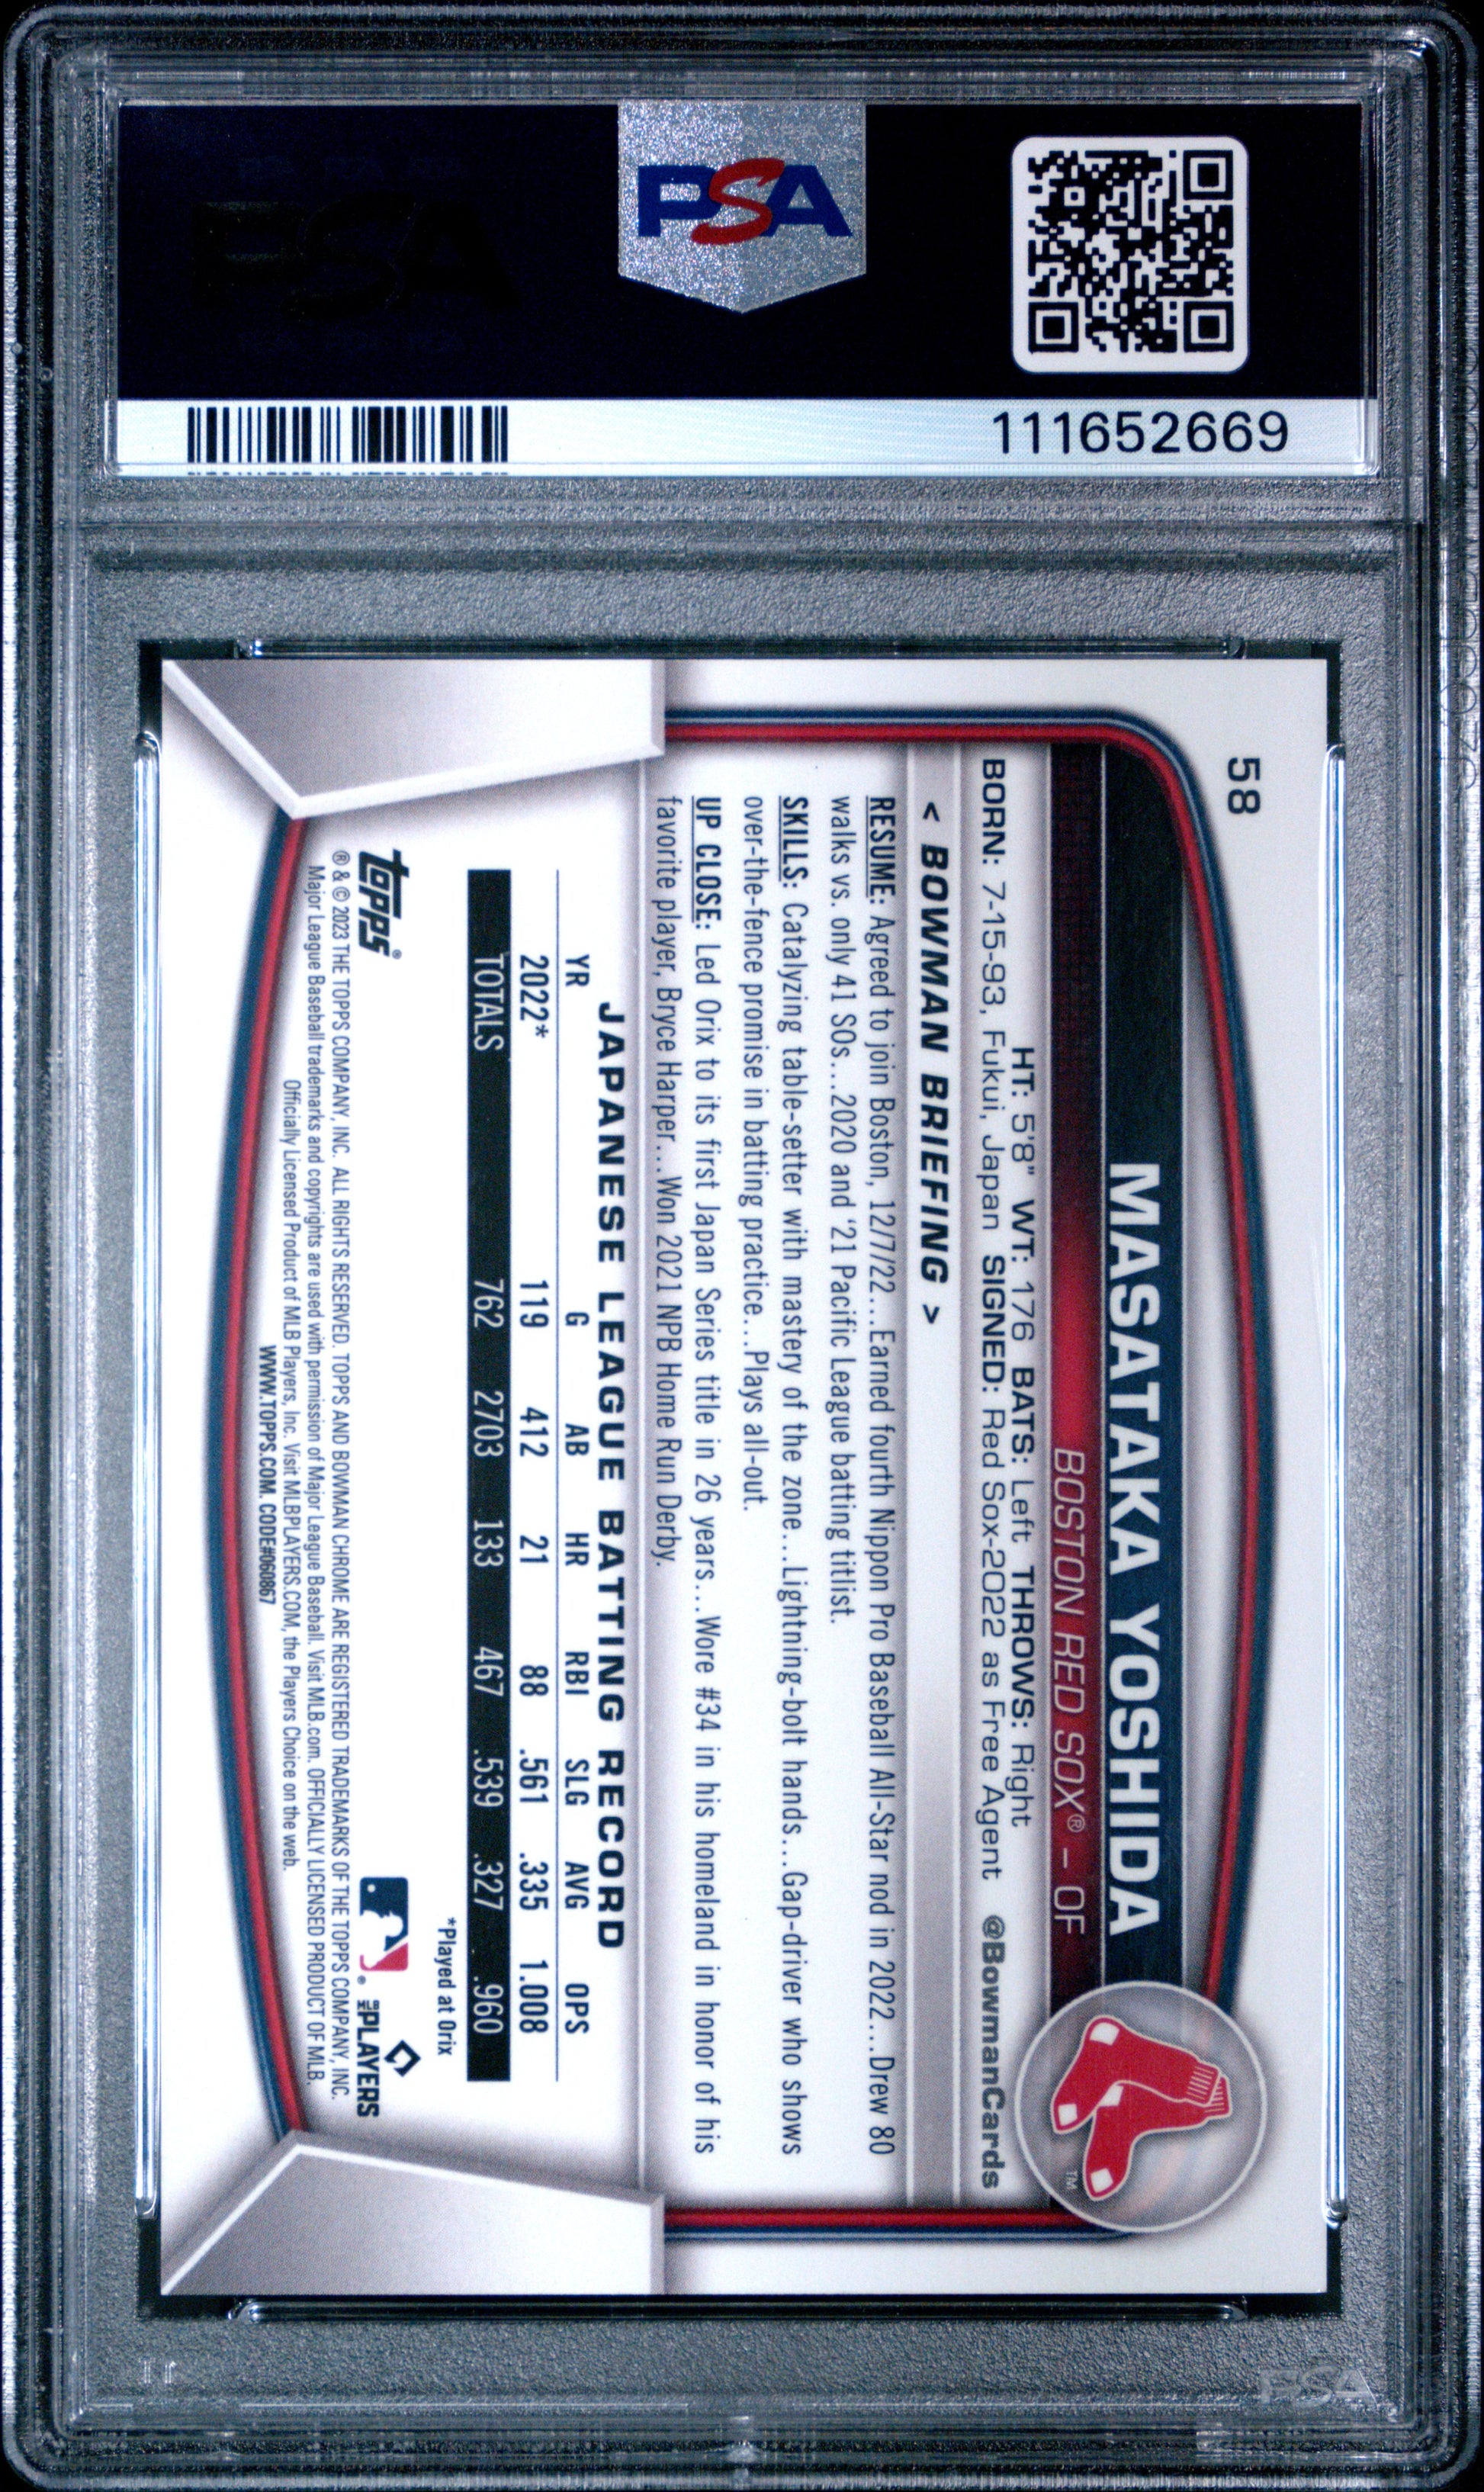 PSA
111652669
58
MASATAKA YOSHIDA
BOSTON RED SOX® - OF
TM
HT: 5'8" WT: 176 BATS: Left THROWS: Right
BORN: 7-15-93, Fukui, Japan SIGNED: Red Sox-2022 as Free Agent @BowmanCards
< BOWMAN BRIEFING >
RESUME: Agreed to join Boston, 12/7/22...Earned fourth Nippon Pro Baseball All-Star nod in 2022...Drew 80
walks vs. only 41 SOs...2020 and '21 Pacific League batting titlist.
SKILLS: Catalyzing table-setter with mastery of the zone...Lightning-bolt hands...Gap-driver who shows
over-the-fence promise in batting practice...Plays all-out.
UP CLOSE: Led Orix to its first Japan Series title in 26 years...Wore #34 in his homeland in honor of his
favorite player, Bryce Harper...Won 2021 NPB Home Run Derby.
JAPANESE LEAGUE BATTING RECORD
YR G AB HR RBI SLG AVG OPS
2022* 119 412 21 88 .561 .335 1.008
TOTALS 762 2703 133 467 .539 .327 .960
*Played at Orix
topps®
MLB PLAYERS
® & © 2023 THE TOPPS COMPANY, INC. ALL RIGHTS RESERVED. TOPPS AND BOWMAN CHROME ARE REGISTERED TRADEMARKS OF THE TOPPS COMPANY, INC.
Major League Baseball trademarks and copyrights are used with permission of Major League Baseball. Visit MLB.com. OFFICIALLY LICENSED PRODUCT OF MLB.
Officially Licensed Product of MLB Players, Inc. Visit MLBPLAYERS.COM, the Players Choice on the web.
WWW.TOPPS.COM. CODE#060867
PSA